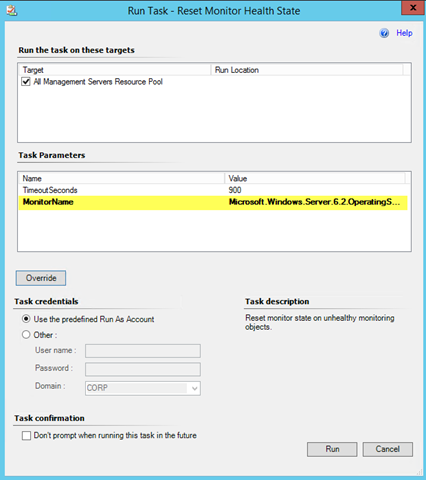 Run Task - Reset Monitor Health State
Help
Run the task on these targets
Target Run Location
All Management Servers Resource Pool
Task Parameters
Name Value
TimeoutSeconds 900
MonitorName Microsoft.Windows.Server.6.2.OperatingS...
Override
Task credentials
Use the predefined Run As Account
Other :
User name :
Password :
Domain : CORP
Task description
Reset monitor state on unhealthy monitoring
objects.
Task confirmation
Don't prompt when running this task in the future
Run Cancel